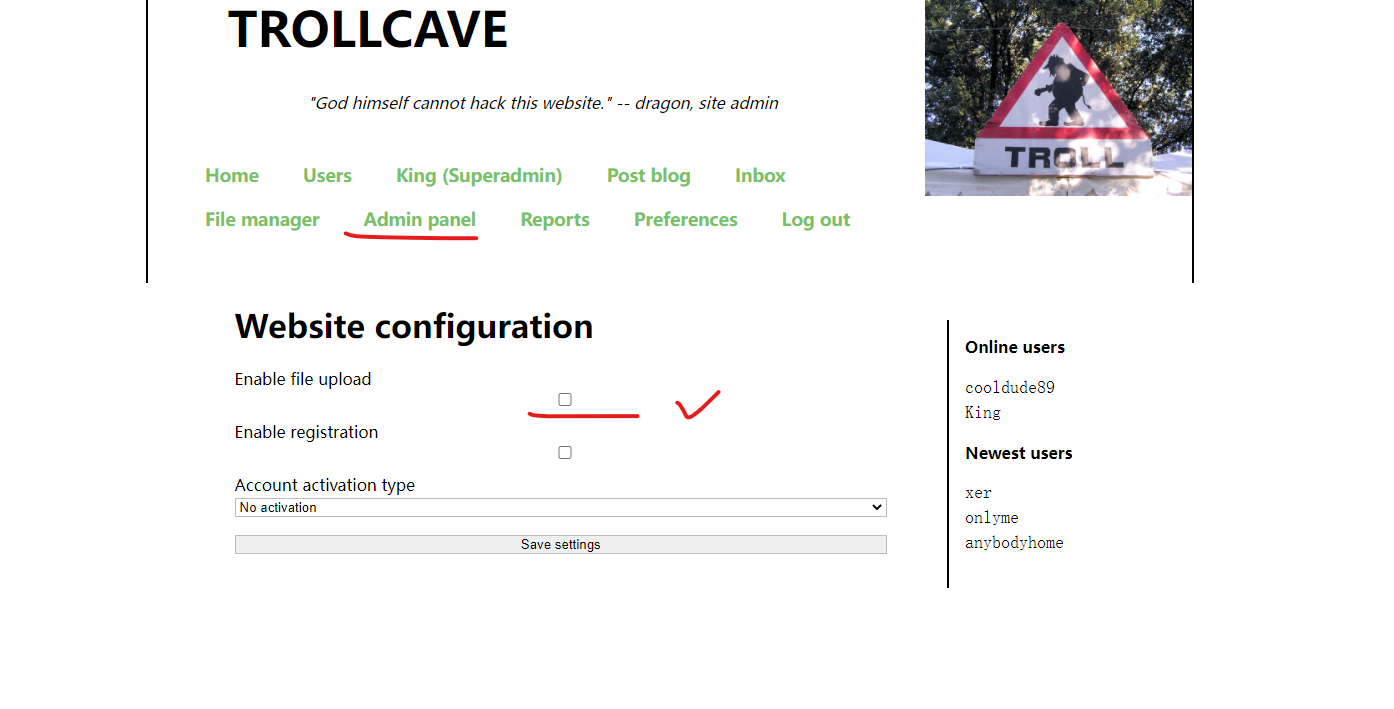 TROLLCAVE
"God himself cannot hack this website." -- dragon, site admin
TROLL
Home Users King (Superadmin) Post blog Inbox
File manager Admin panel Reports Preferences Log out
Website configuration
Enable file upload
Enable registration
Account activation type
No activation
Save settings
Online users
cooldude89
King
Newest users
xer
onlyme
anybodyhome